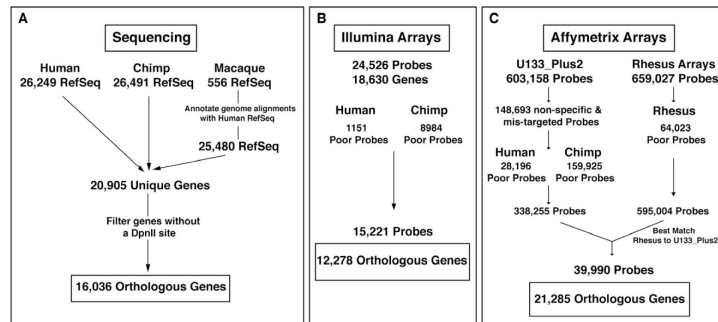 A
Sequencing
Human
26,249 RefSeq
Chimp
26,491 RefSeq
Macaque
556 RefSeq
Annotate genome alignments
with Human RefSeq
25,480 RefSeq
20,905 Unique Genes
Filter genes without
a DpnII site
16,036 Orthologous Genes
B
Illumina Arrays
24,526 Probes
18,630 Genes
Human
1151
Poor Probes
Chimp
8984
Poor Probes
15,221 Probes
12,278 Orthologous Genes
C
Affymetrix Arrays
U133_Plus2
603,158 Probes
Rhesus Arrays
659,027 Probes
148,693 non-specific &
mis-targeted Probes
Rhesus
64,023
Poor Probes
Human
28,196
Poor Probes
Chimp
159,925
Poor Probes
338,255 Probes
595,004 Probes
Best Match
Rhesus to U133_Plus2
39,990 Probes
21,285 Orthologous Genes